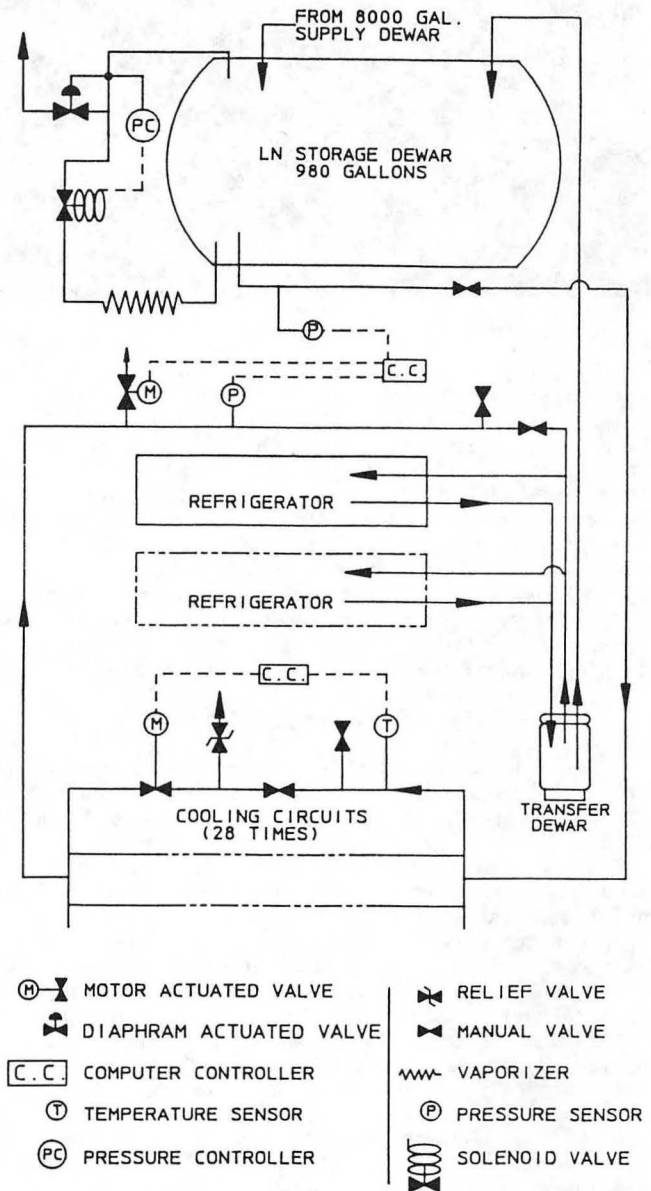 FROM 8000 GAL.
SUPPLY DEWAR
PC
LN STORAGE DEWAR
980 GALLONS
P
C.C.
M
P
REFRIGERATOR
REFRIGERATOR
C.C.
M
T
COOLING CIRCUITS
(28 TIMES)
TRANSFER
DEWAR
M MOTOR ACTUATED VALVE
DIAPHRAM ACTUATED VALVE
C.C. COMPUTER CONTROLLER
T TEMPERATURE SENSOR
PC PRESSURE CONTROLLER
RELIEF VALVE
MANUAL VALVE
VAPORIZER
P PRESSURE SENSOR
SOLENOID VALVE